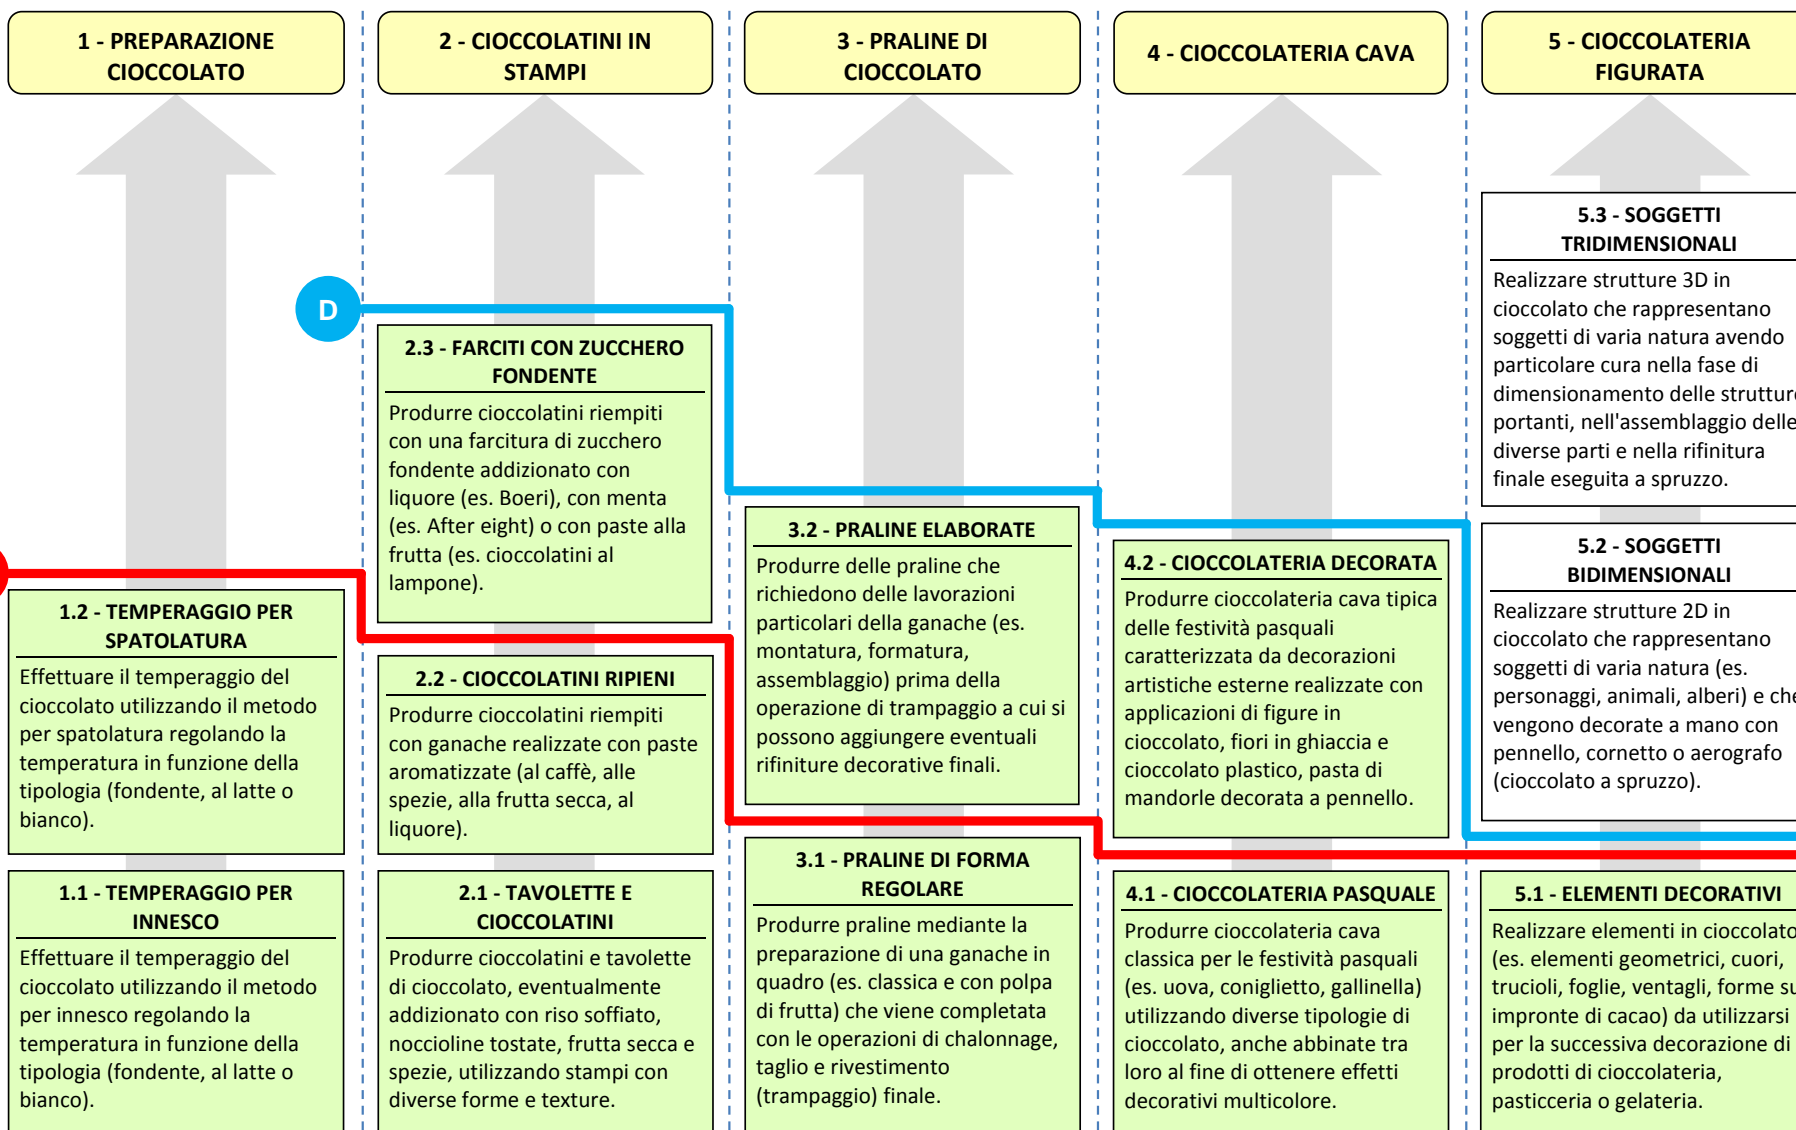 1 - PREPARAZIONE
CIOCCOLATO
2 - CIOCCOLATINI IN
STAMPI
3 - PRALINE DI
CIOCCOLATO
4 - CIOCCOLATERIA CAVA
5 - CIOCCOLATERIA
FIGURATA
D
1.2 - TEMPERAGGIO PER
SPATOLATURA
Effettuare il temperaggio del
cioccolato utilizzando il metodo
per spatolatura regolando la
temperatura in funzione della
tipologia (fondente, al latte o
bianco).
1.1 - TEMPERAGGIO PER
INNESCO
Effettuare il temperaggio del
cioccolato utilizzando il metodo
per innesco regolando la
temperatura in funzione della
tipologia (fondente, al latte o
bianco).
2.3 - FARCITI CON ZUCCHERO
FONDENTE
Produrre cioccolatini riempiti
con una farcitura di zucchero
fondente addizionato con
liquore (es. Boeri), con menta
(es. After eight) o con paste alla
frutta (es. cioccolatini al
lampone).
2.2 - CIOCCOLATINI RIPIENI
Produrre cioccolatini riempiti
con ganache realizzate con paste
aromatizzate (al caffè, alle
spezie, alla frutta secca, al
liquore).
2.1 - TAVOLETTE E
CIOCCOLATINI
Produrre cioccolatini e tavolette
di cioccolato, eventualmente
addizionato con riso soffiato,
noccioline tostate, frutta secca e
spezie, utilizzando stampi con
diverse forme e texture.
3.2 - PRALINE ELABORATE
Produrre delle praline che
richiedono delle lavorazioni
particolari della ganache (es.
montatura, formatura,
assemblaggio) prima della
operazione di trampaggio a cui si
possono aggiungere eventuali
rifiniture decorative finali.
3.1 - PRALINE DI FORMA
REGOLARE
Produrre praline mediante la
preparazione di una ganache in
quadro (es. classica e con polpa
di frutta) che viene completata
con le operazioni di chalonnage,
taglio e rivestimento
(trampaggio) finale.
4.2 - CIOCCOLATERIA DECORATA
Produrre cioccolateria cava tipica
delle festività pasquali
caratterizzata da decorazioni
artistiche esterne realizzate con
applicazioni di figure in
cioccolato, fiori in ghiaccia e
cioccolato plastico, pasta di
mandorle decorata a pennello.
4.1 - CIOCCOLATERIA PASQUALE
Produrre cioccolateria cava
classica per le festività pasquali
(es. uova, coniglietto, gallinella)
utilizzando diverse tipologie di
cioccolato, anche abbinate tra
loro al fine di ottenere effetti
decorativi multicolore.
5.3 - SOGGETTI
TRIDIMENSIONALI
Realizzare strutture 3D in
cioccolato che rappresentano
soggetti di varia natura avendo
particolare cura nella fase di
dimensionamento delle strutture
portanti, nell'assemblaggio delle
diverse parti e nella rifinitura
finale eseguita a spruzzo.
5.2 - SOGGETTI
BIDIMENSIONALI
Realizzare strutture 2D in
cioccolato che rappresentano
soggetti di varia natura (es.
personaggi, animali, alberi) e che
vengono decorate a mano con
pennello, cornetto o aerografo
(cioccolato a spruzzo).
5.1 - ELEMENTI DECORATIVI
Realizzare elementi in cioccolato
(es. elementi geometrici, cuori,
trucioli, foglie, ventagli, forme su
impronte di cacao) da utilizzarsi
per la successiva decorazione di
prodotti di cioccolateria,
pasticceria o gelateria.